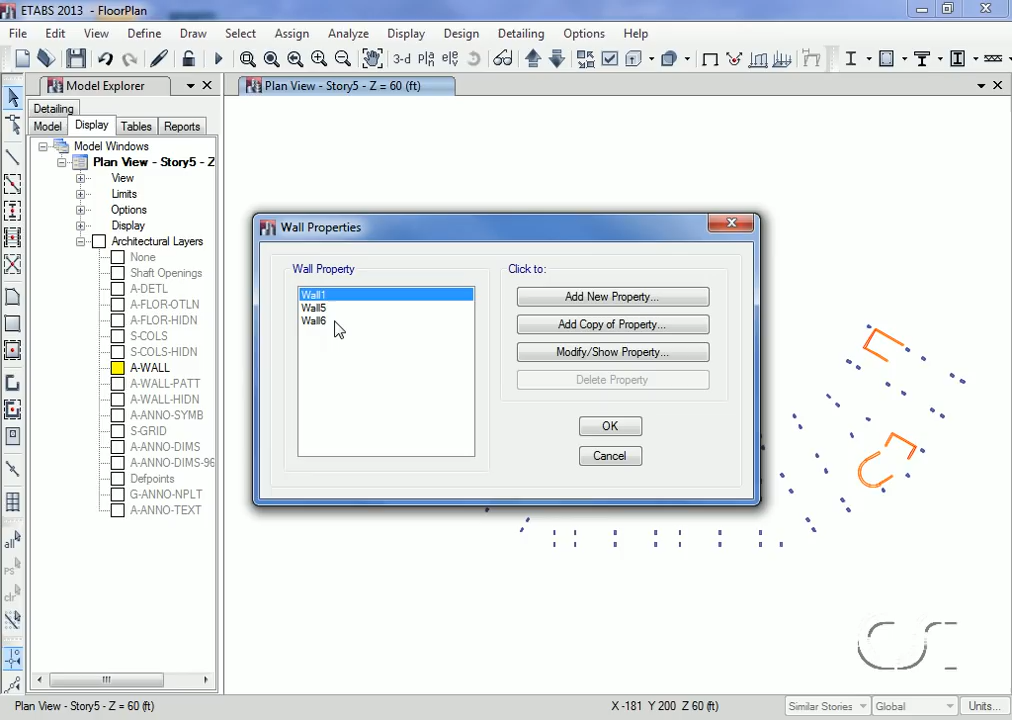 ETABS 2013 - FloorPlan
File Edit View Define Draw Select Assign Analyze Display Design Detailing Options Help
3-d
Model Explorer
Plan View - Story5 - Z = 60 (ft)
Detailing
Model Display Tables Reports
Model Windows
Plan View - Story5 - Z
View
Limits
Options
Display
Architectural Layers
None
Shaft Openings
A-DETL
A-FLOR-OTLN
A-FLOR-HIDN
S-COLS
S-COLS-HIDN
A-WALL
A-WALL-PATT
A-WALL-HIDN
A-ANNO-SYMB
S-GRID
A-ANNO-DIMS
A-ANNO-DIMS-96
Defpoints
G-ANNO-NPLT
A-ANNO-TEXT
all
PS
clr
Wall Properties
Wall Property
Wall1
Wall5
Wall6
Click to:
Add New Property...
Add Copy of Property...
Modify/Show Property...
Delete Property
OK
Cancel
CSI
Plan View - Story5 - Z = 60 (ft)
X -181 Y 200 Z 60 (ft)
Similar Stories
Global
Units...